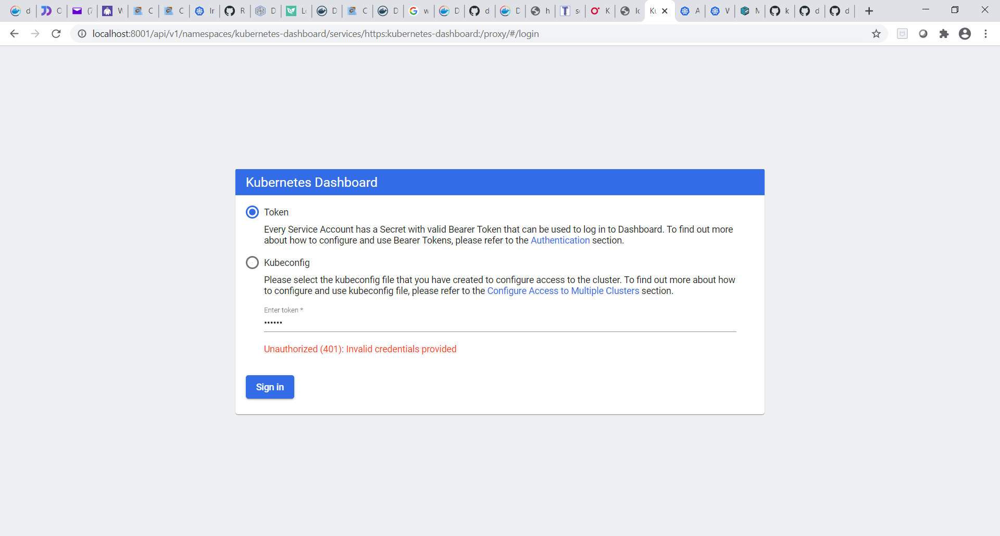 localhost:8001/api/v1/namespaces/kubernetes-dashboard/services/https:kubernetes-dashboard:/proxy/#/login
Kubernetes Dashboard
Token
Every Service Account has a Secret with valid Bearer Token that can be used to log in to Dashboard. To find out more
about how to configure and use Bearer Tokens, please refer to the Authentication section.
Kubeconfig
Please select the kubeconfig file that you have created to configure access to the cluster. To find out more about how
to configure and use kubeconfig file, please refer to the Configure Access to Multiple Clusters section.
Enter token *
••••••
Unauthorized (401): Invalid credentials provided
Sign in